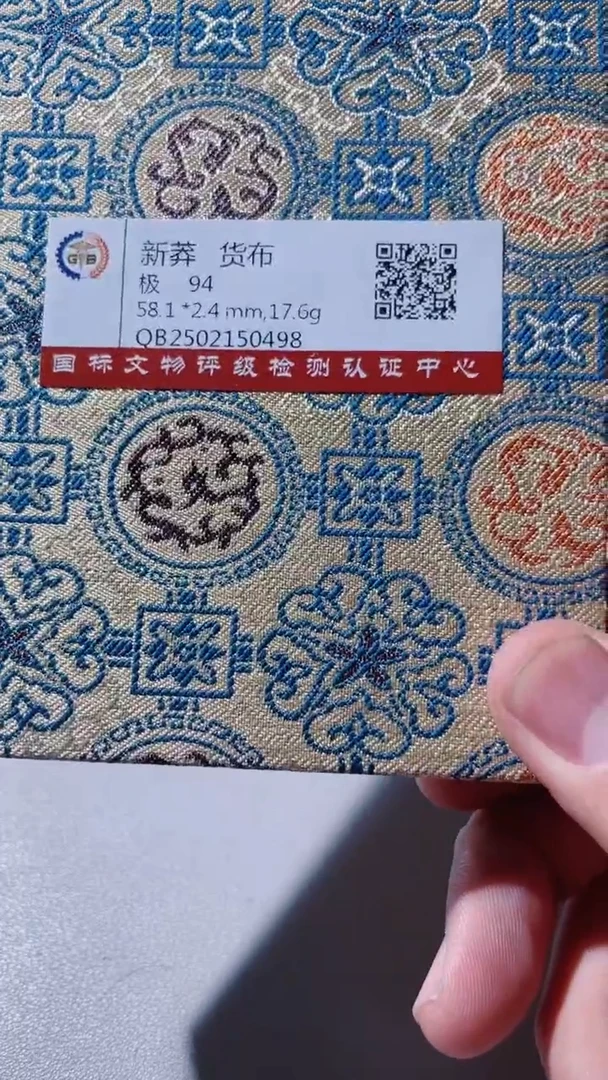 GB
新莽 货布
极 94
58.1 *2.4 mm,17.6g
QB2502150498
国标文物评级检测认证中心